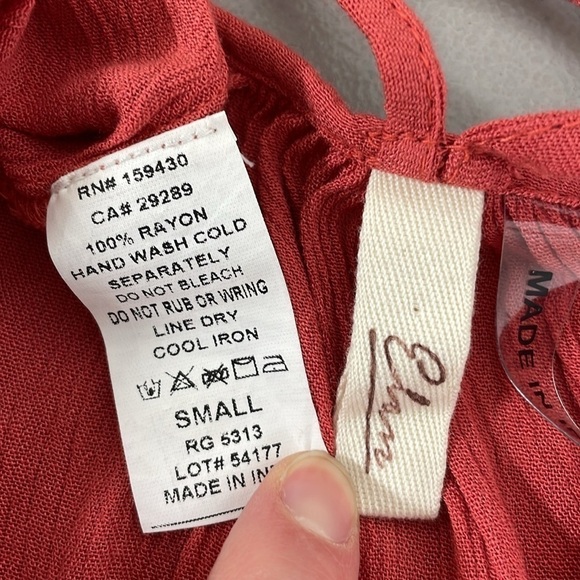 RN# 159430
CA# 29289
100% RAYON
HAND WASH COLD
SEPARATELY
DO NOT BLEACH
DO NOT RUB OR WRING
LINE DRY
COOL IRON
SMALL
RG 5313
LOT# 54177
MADE IN
MADE IN